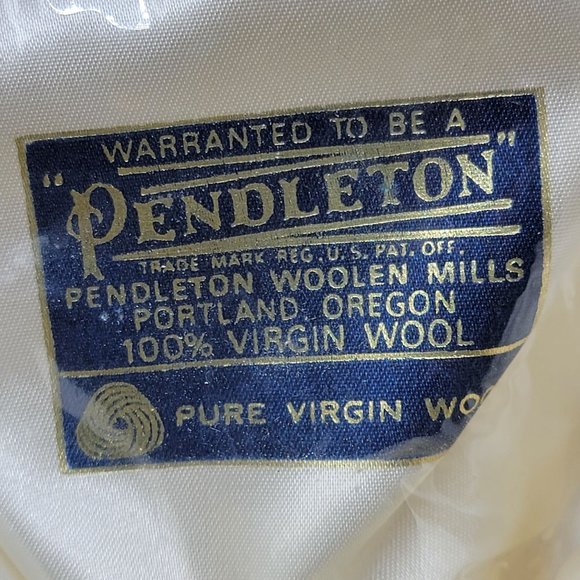 WARRANTED TO BE A
"PENDLETON"
TRADE MARK REG. U.S. PAT. OFF.
PENDLETON WOOLEN MILLS
PORTLAND, OREGON
100% VIRGIN WOOL
PURE VIRGIN